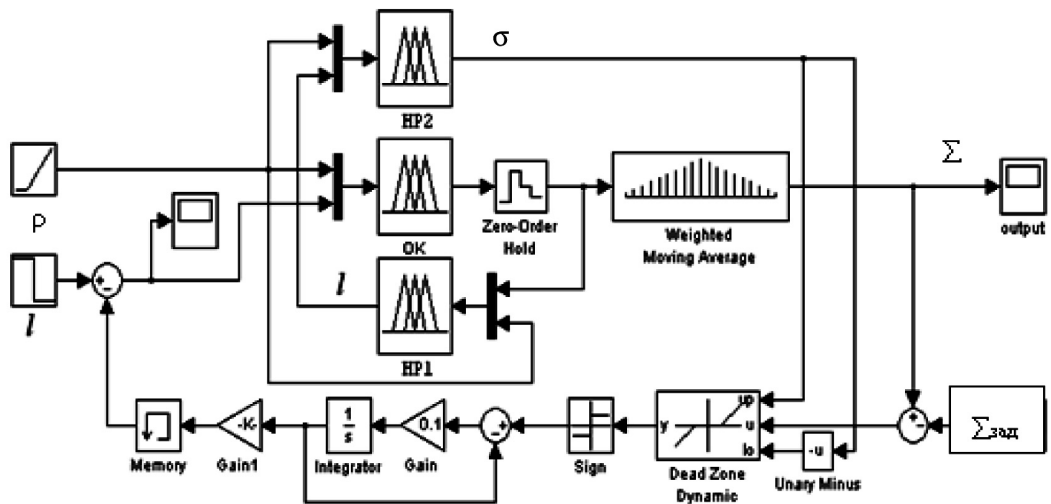 σ
HP2
ρ
OK
Zero-Order
Hold
Weighted
Moving Average
Σ
output
l
l
HP1
Memory
-K-
Gain1
1
s
Integrator
0.1
Gain
Sign
y
up
u
lo
Dead Zone
Dynamic
-u
Unary Minus
Σзад